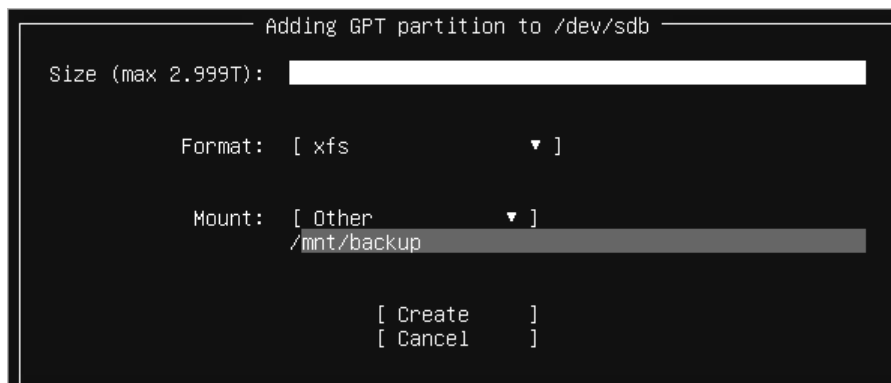 Adding GPT partition to /dev/sdb
Size (max 2.999T):
Format: [ xfs ▾ ]
Mount: [ Other ▾ ]
/mnt/backup
[ Create ]
[ Cancel ]